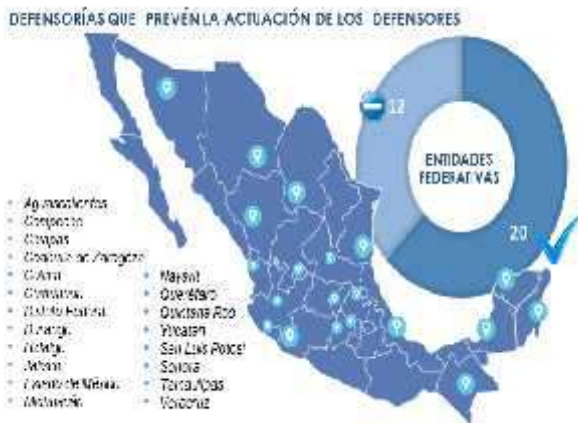 DEFENSORÍAS QUE PREVÉN LA ACTUACIÓN DE LOS DEFENSORES
12
ENTIDADES
FEDERATIVAS
20
Aguascalientes
Campeche
Chiapas
Coahuila de Zaragoza
Colima
Chihuahua
Distrito Federal
Durango
Hidalgo
Jalisco
Estado de México
Michoacán
Nayarit
Querétaro
Quintana Roo
Yucatán
San Luis Potosí
Sonora
Tamaulipas
Veracruz